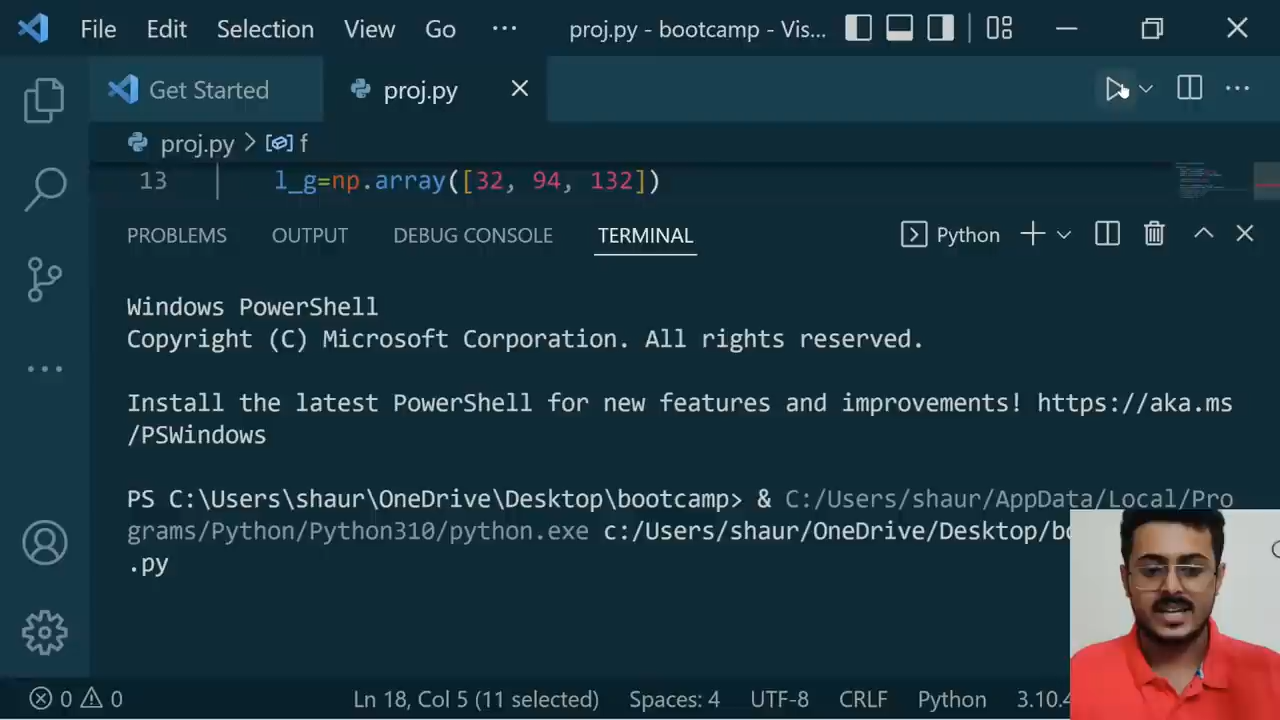 File Edit Selection View Go ... proj.py - bootcamp - Vis...
Get Started proj.py
proj.py > f
13 l_g=np.array([32, 94, 132])
PROBLEMS OUTPUT DEBUG CONSOLE TERMINAL Python
Windows PowerShell
Copyright (C) Microsoft Corporation. All rights reserved.
Install the latest PowerShell for new features and improvements! https://aka.ms
/PSWindows
PS C:\Users\shaur\OneDrive\Desktop\bootcamp> & C:/Users/shaur/AppData/Local/Pro
grams/Python/Python310/python.exe c:/Users/shaur/OneDrive/Desktop/bo
.py
0 0 Ln 18, Col 5 (11 selected) Spaces: 4 UTF-8 CRLF Python 3.10.4